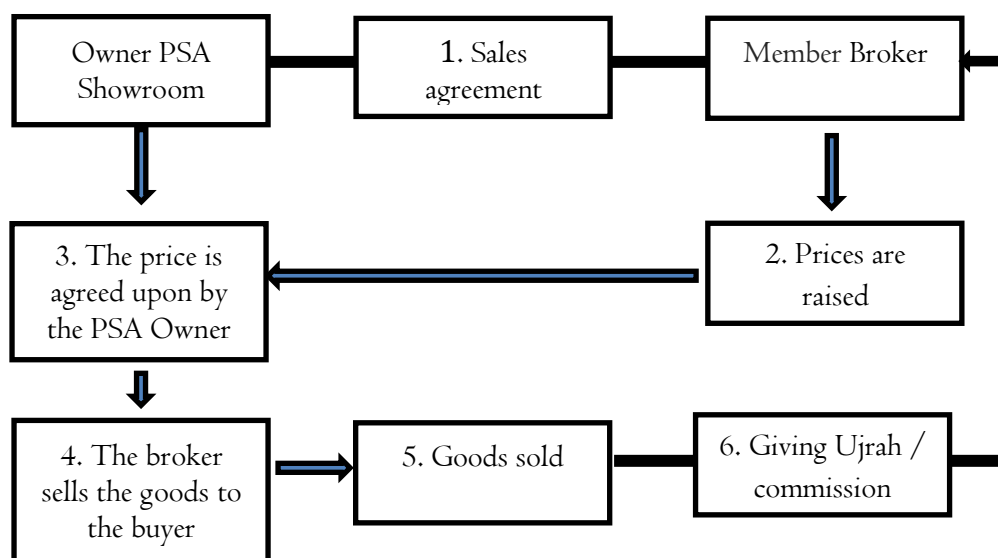 Owner PSA
Showroom
1. Sales
agreement
Member Broker
3. The price is
agreed upon by
the PSA Owner
2. Prices are
raised
4. The broker
sells the goods to
the buyer
5. Goods sold
6. Giving Ujrah /
commission